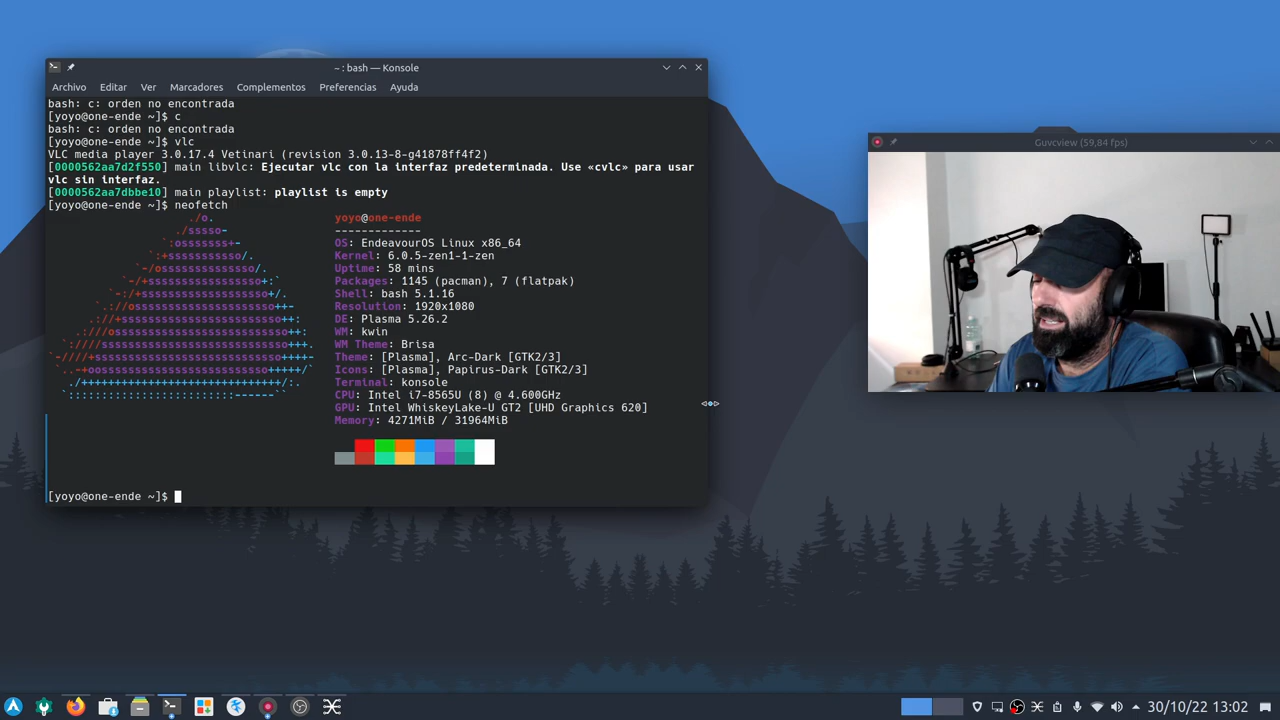 ~ : bash — Konsole
Archivo Editar Ver Marcadores Complementos Preferencias Ayuda
bash: c: orden no encontrada
[yoyo@one-ende ~]$ c
bash: c: orden no encontrada
[yoyo@one-ende ~]$ vlc
VLC media player 3.0.17.4 Vetinari (revision 3.0.13-8-g41878ff4f2)
[0000562aa7d2f550] main libvlc: Ejecutar vlc con la interfaz predeterminada. Use «cvlc» para usar
vlc sin interfaz.
[0000562aa7dbbe10] main playlist: playlist is empty
[yoyo@one-ende ~]$ neofetch
yoyo@one-ende
-------------
OS: EndeavourOS Linux x86_64
Kernel: 6.0.5-zen1-1-zen
Uptime: 58 mins
Packages: 1145 (pacman), 7 (flatpak)
Shell: bash 5.1.16
Resolution: 1920x1080
DE: Plasma 5.26.2
WM: kwin
WM Theme: Brisa
Theme: [Plasma], Arc-Dark [GTK2/3]
Icons: [Plasma], Papirus-Dark [GTK2/3]
Terminal: konsole
CPU: Intel i7-8565U (8) @ 4.600GHz
GPU: Intel WhiskeyLake-U GT2 [UHD Graphics 620]
Memory: 4271MiB / 31964MiB
[yoyo@one-ende ~]$
Guvcview (59,84 fps)
30/10/22 13:02